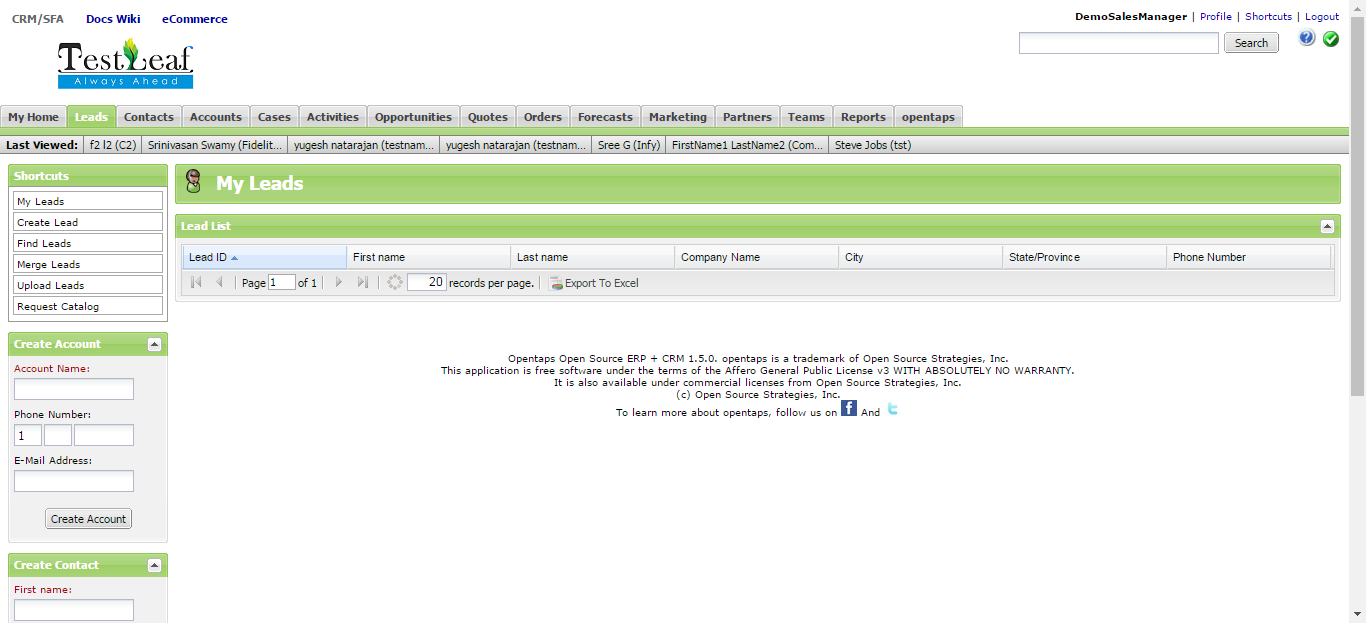 CRM/SFA Docs Wiki eCommerce
DemoSalesManager | Profile | Shortcuts | Logout
TestLeaf
Always Ahead
Search
My Home Leads Contacts Accounts Cases Activities Opportunities Quotes Orders Forecasts Marketing Partners Teams Reports opentaps
Last Viewed: f2 l2 (C2) Srinivasan Swamy (Fidelit... yugesh natarajan (testnam... yugesh natarajan (testnam... Sree G (Infy) FirstName1 LastName2 (Com... Steve Jobs (tst)
Shortcuts
My Leads
Create Lead
Find Leads
Merge Leads
Upload Leads
Request Catalog
Create Account
Account Name:
Phone Number:
1
E-Mail Address:
Create Account
Create Contact
First name:
My Leads
Lead List
Lead ID First name Last name Company Name City State/Province Phone Number
Page 1 of 1 20 records per page. Export To Excel
Opentaps Open Source ERP + CRM 1.5.0. opentaps is a trademark of Open Source Strategies, Inc.
This application is free software under the terms of the Affero General Public License v3 WITH ABSOLUTELY NO WARRANTY.
It is also available under commercial licenses from Open Source Strategies, Inc.
(c) Open Source Strategies, Inc.
To learn more about opentaps, follow us on f And t